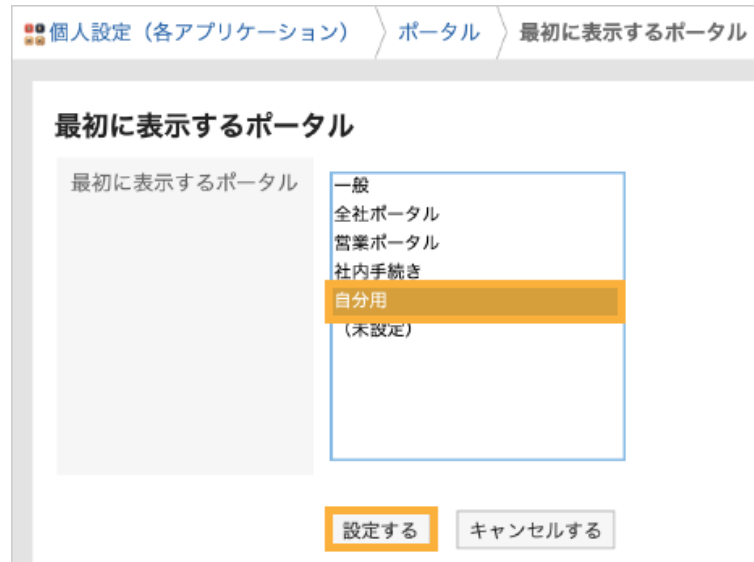 個人設定（各アプリケーション） ポータル 最初に表示するポータル
最初に表示するポータル
最初に表示するポータル
一般
全社ポータル
営業ポータル
社内手続き
自分用
（未設定）
設定する キャンセルする